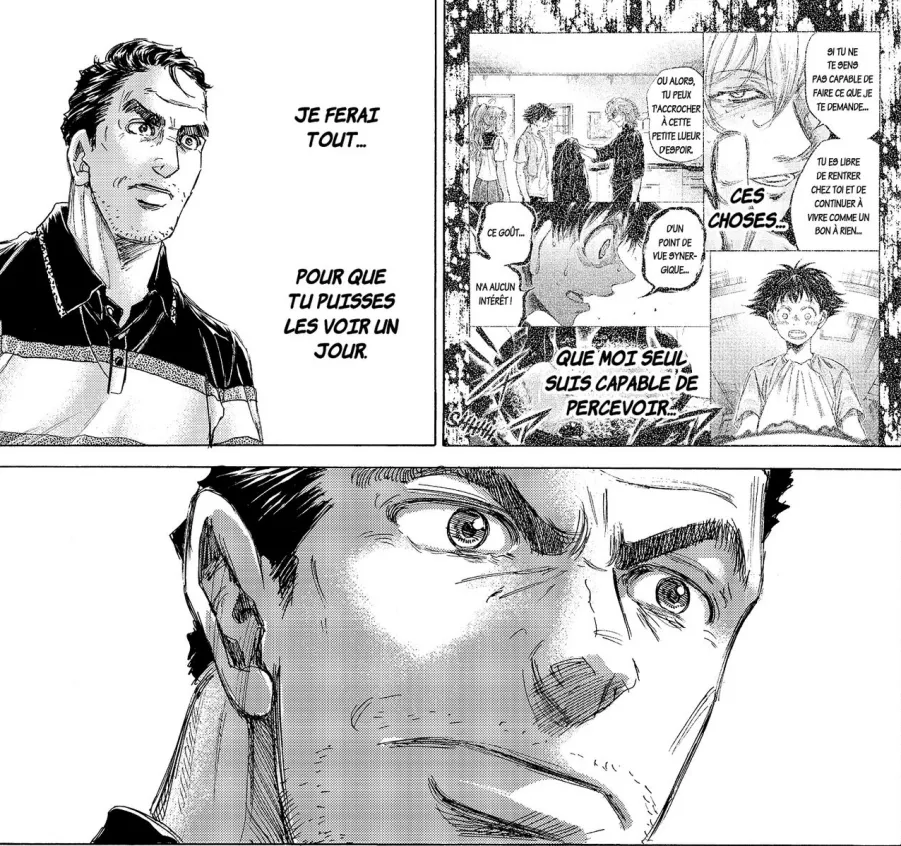 SI TU NE
TE SENS
PAS CAPABLE DE
FAIRE CE QUE JE
TE DEMANDE...
TU ES LIBRE
DE RENTRER
CHEZ TOI ET DE
CONTINUER À
VIVRE COMME UN
BON À RIEN...
OU ALORS,
TU PEUX
T'ACCROCHER
À CETTE
PETITE LUEUR
D'ESPOIR.
CES
CHOSES...
D'UN
POINT DE
VUE SYNER-
GIQUE...
CE GOÛT...
N'A AUCUN
INTÉRÊT !
QUE MOI SEUL
SUIS CAPABLE DE
PERCEVOIR...
JE FERAI
TOUT...
POUR QUE
TU PUISSES
LES VOIR UN
JOUR.